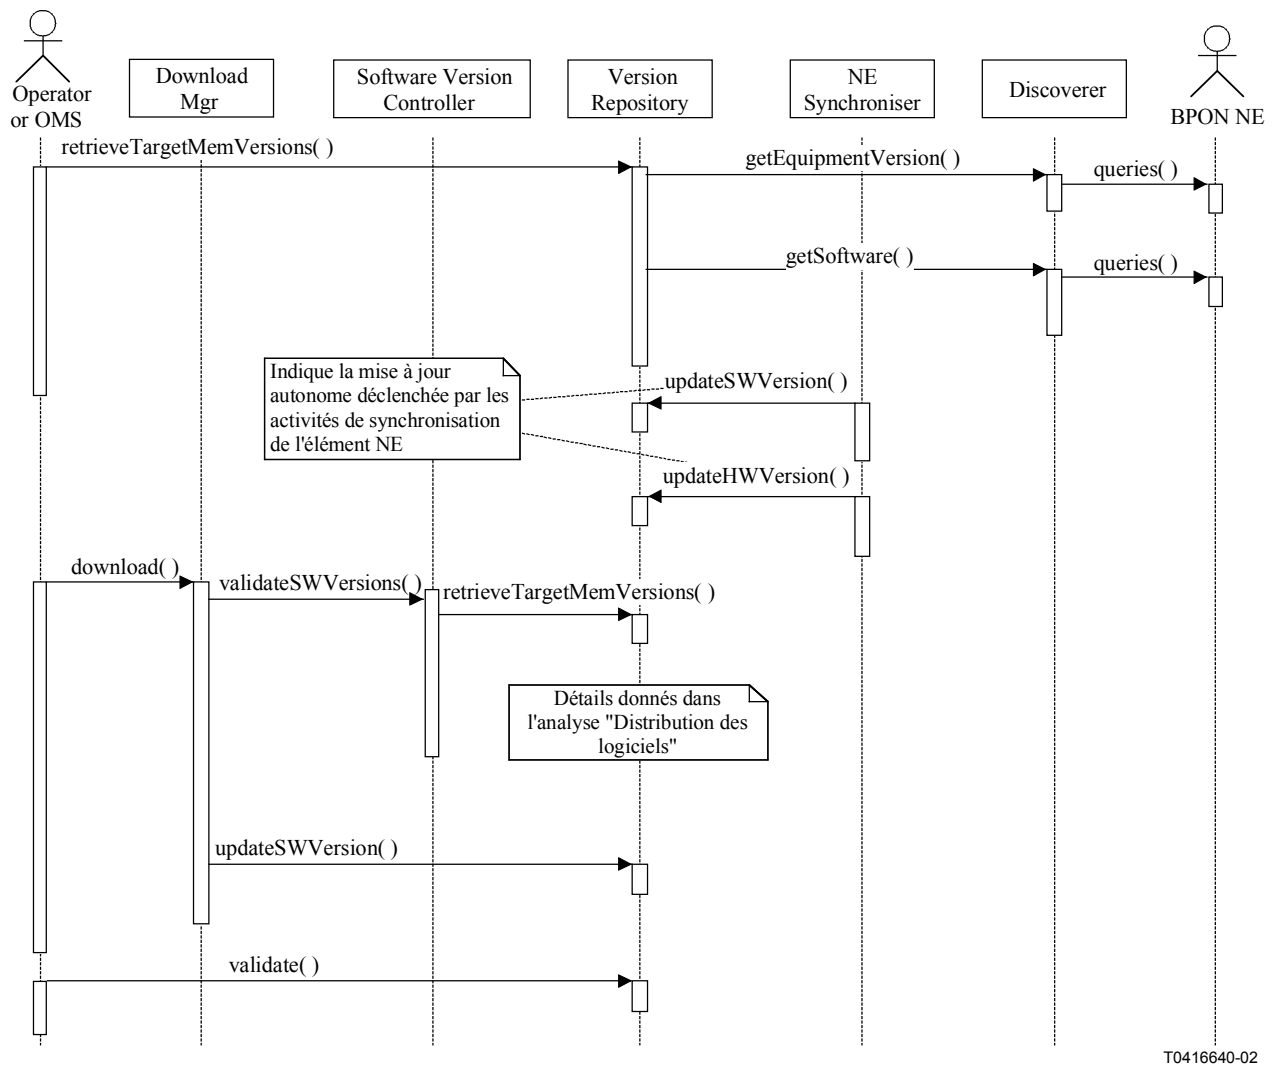 Operator
or OMS
Download
Mgr
Software Version
Controller
Version
Repository
NE
Synchroniser
Discoverer
BPON NE
retrieveTargetMemVersions( )
getEquipmentVersion( )
queries( )
getSoftware( )
queries( )
Indique la mise à jour
autonome déclenchée par les
activités de synchronisation
de l'élément NE
updateSWVersion( )
updateHWVersion( )
download( )
validateSWVersions( )
retrieveTargetMemVersions( )
Détails donnés dans
l'analyse "Distribution des
logiciels"
updateSWVersion( )
validate( )
T0416640-02